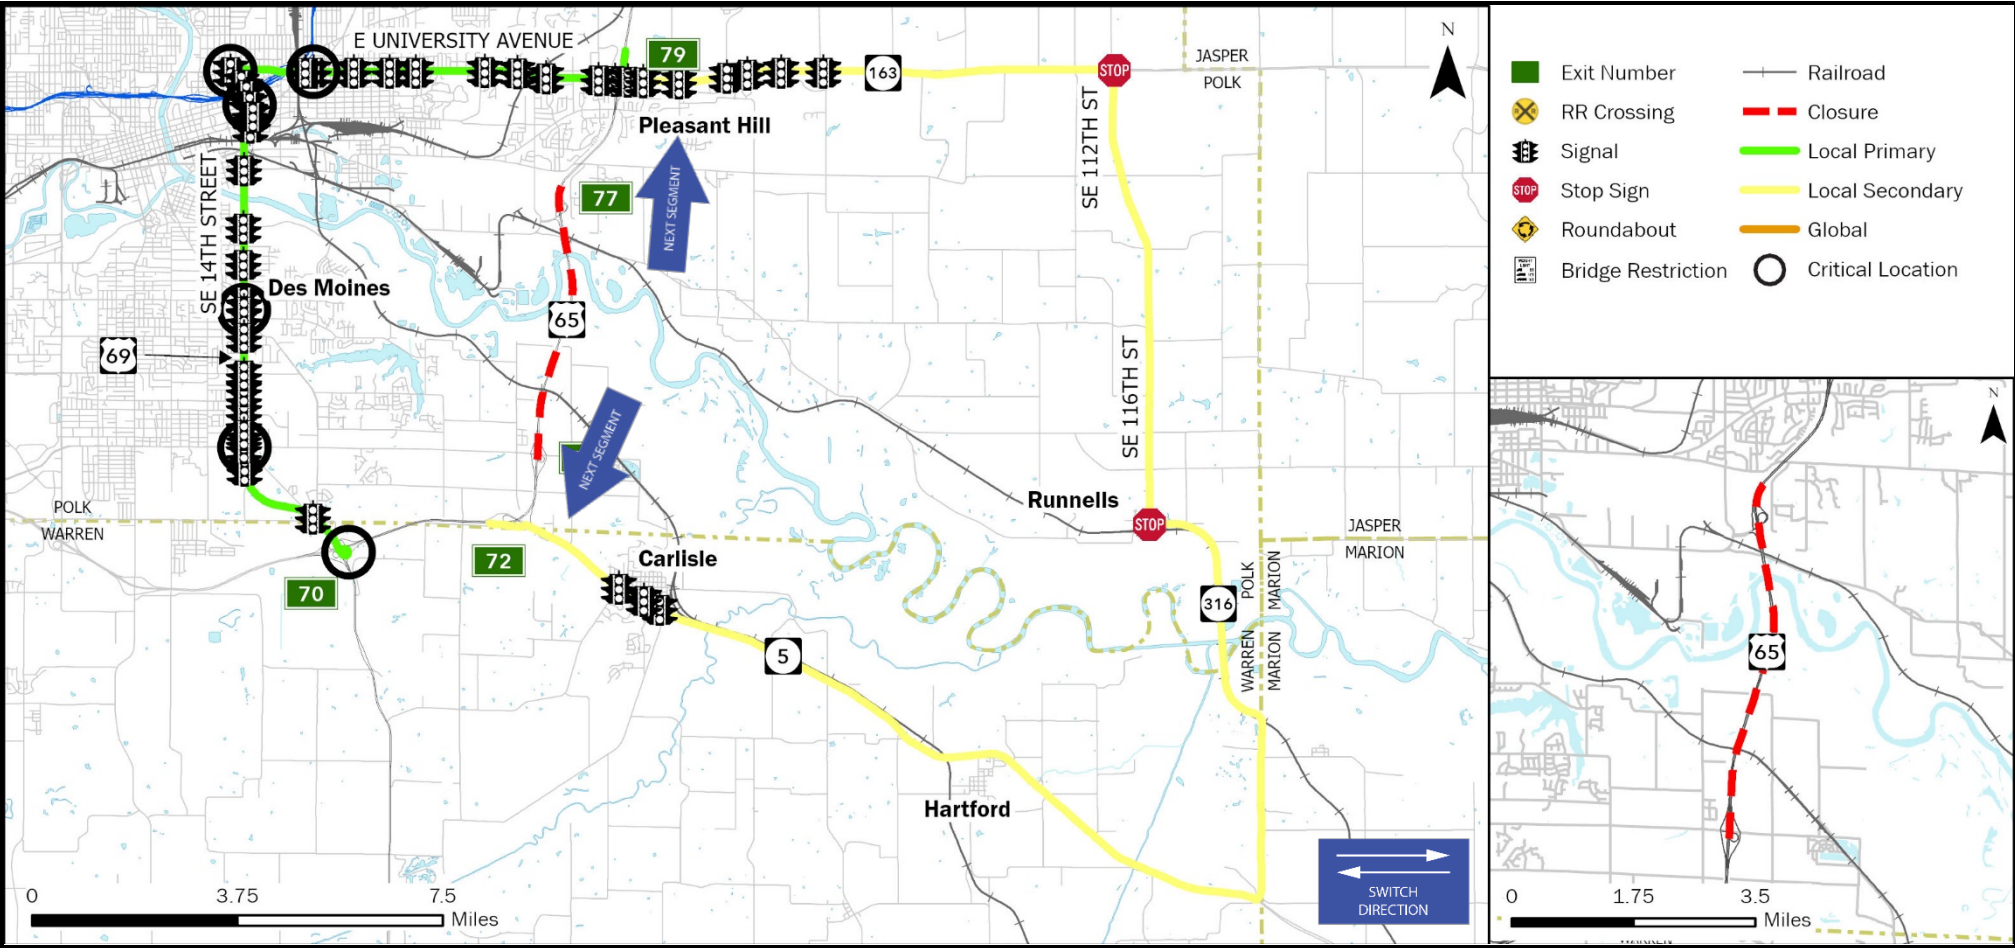 E UNIVERSITY AVENUE
79
163
STOP
JASPER
POLK
N
Pleasant Hill
SE 112TH ST
77
NEXT SEGMENT
SE 14TH STREET
Des Moines
65
69
SE 116TH ST
NEXT SEGMENT
Runnells
STOP
POLK
WARREN
JASPER
MARION
72
Carlisle
70
316
POLK
MARION
WARREN
MARION
5
Hartford
0 3.75 7.5
Miles
SWITCH
DIRECTION
Exit Number
RR Crossing
Signal
STOP
Stop Sign
Roundabout
Bridge Restriction
Railroad
Closure
Local Primary
Local Secondary
Global
Critical Location
N
65
0 1.75 3.5
Miles